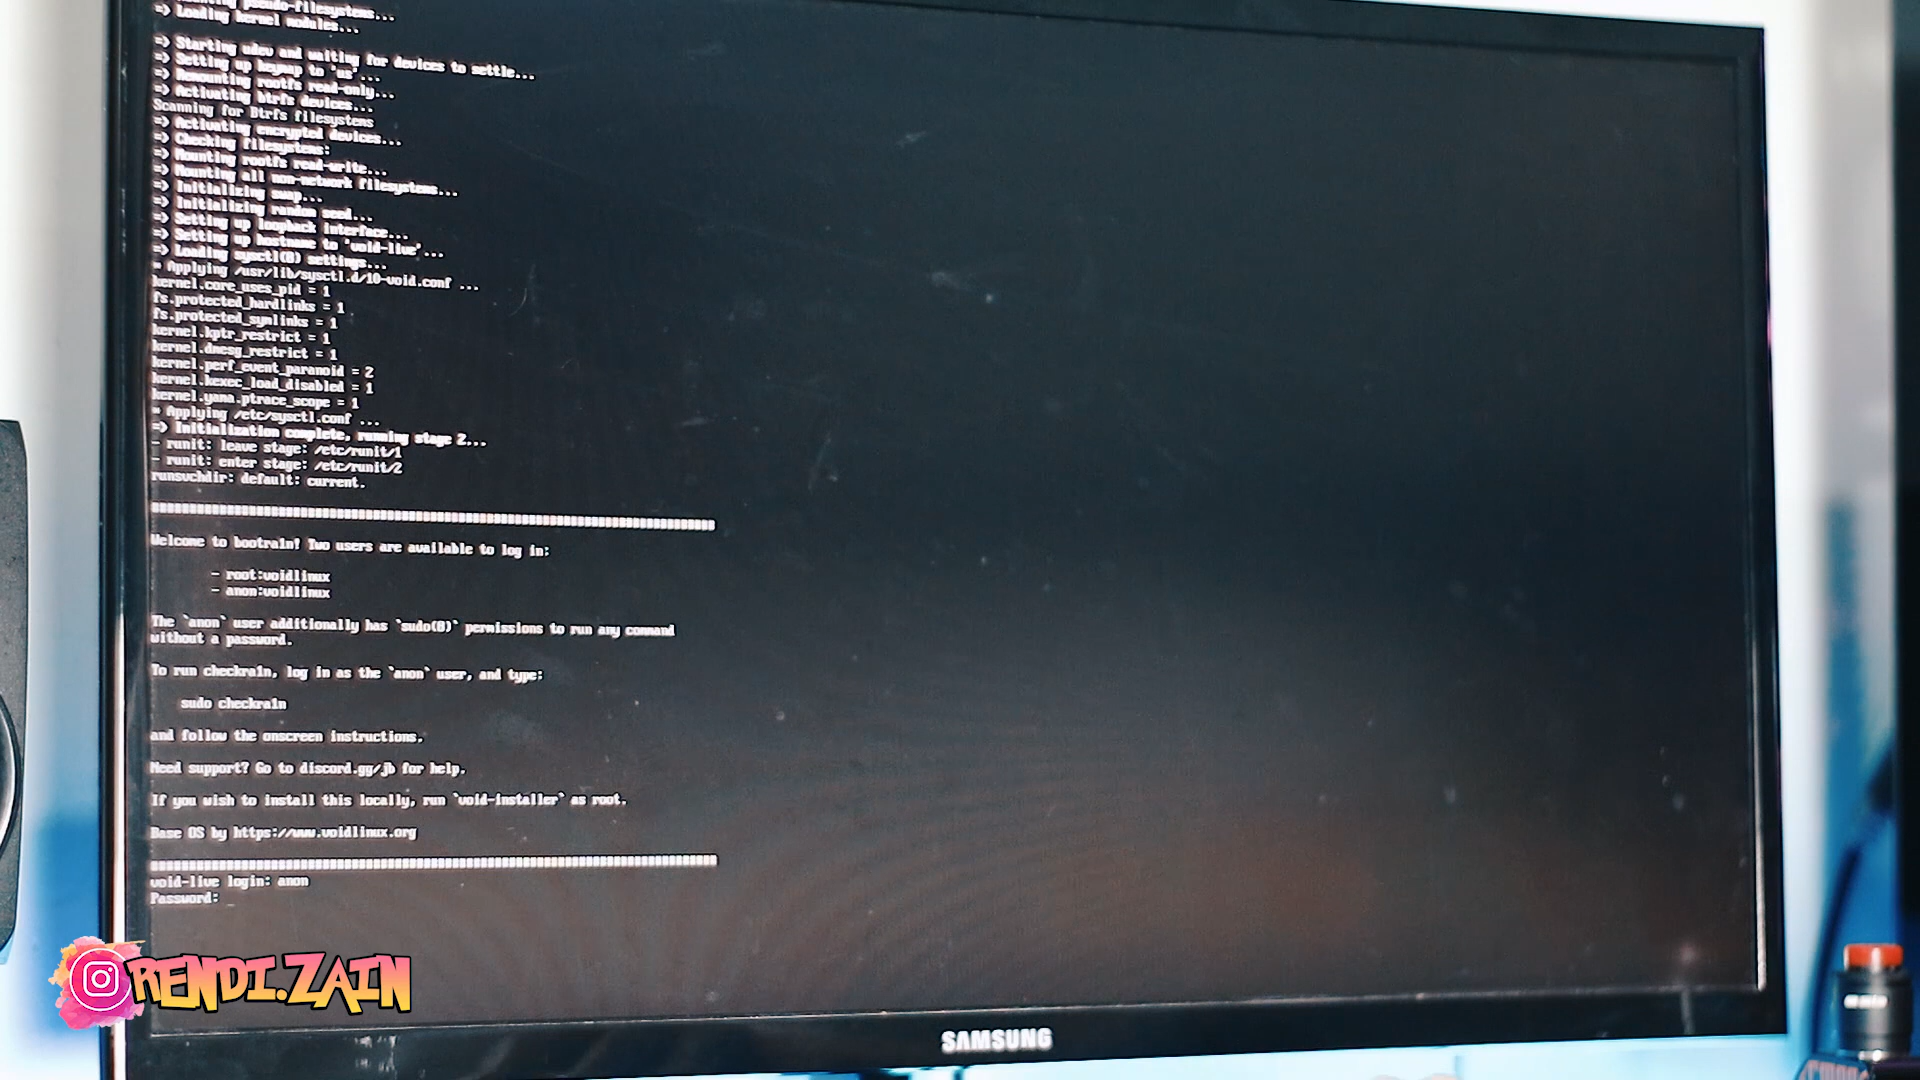 pseudo-filesystems...
=> Loading kernel modules...
=> Starting udev and waiting for devices to settle...
=> Setting up keymap to 'us'...
=> Remounting rootfs read-only...
=> Activating btrfs devices...
Scanning for Btrfs filesystems
=> Activating encrypted devices...
=> Checking filesystems:
=> Mounting rootfs read-write...
=> Mounting all non-network filesystems...
=> Initializing swap...
=> Initializing random seed...
=> Setting up loopback interface...
=> Setting up hostname to 'void-live'...
=> Loading sysctl(8) settings...
* Applying /usr/lib/sysctl.d/10-void.conf ...
kernel.core_uses_pid = 1
fs.protected_hardlinks = 1
fs.protected_symlinks = 1
kernel.kptr_restrict = 1
kernel.dmesg_restrict = 1
kernel.perf_event_paranoid = 2
kernel.kexec_load_disabled = 1
kernel.yama.ptrace_scope = 1
* Applying /etc/sysctl.conf ...
=> Initialization complete, running stage 2...
- runit: leave stage: /etc/runit/1
- runit: enter stage: /etc/runit/2
runsvchdir: default: current.
Welcome to bootra1n! Two users are available to log in:
- root:voidlinux
- anon:voidlinux
The `anon` user additionally has `sudo(8)` permissions to run any command
without a password.
To run checkra1n, log in as the `anon` user, and type:
sudo checkra1n
and follow the onscreen instructions.
Need support? Go to discord.gg/jb for help.
If you wish to install this locally, run `void-installer` as root.
Base OS by https://www.voidlinux.org
void-live login: anon
Password:
RENDI.ZAIN
SAMSUNG